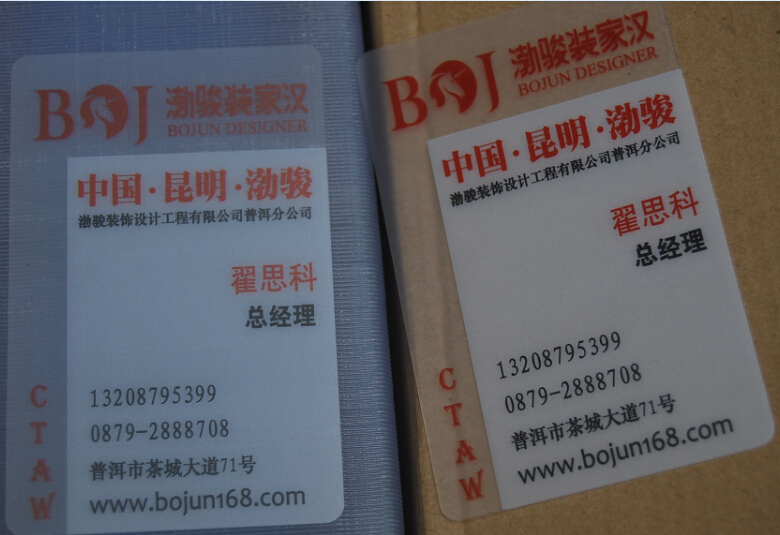 BOJ 渤骏装家汉
BOJUN DESIGNER
中国·昆明·渤骏
渤骏装饰设计工程有限公司普洱分公司
翟思科
总经理
13208795399
0879-2888708
普洱市茶城大道71号
www.bojun168.com
C
T
A
W
BOJ 渤骏装家汉
BOJUN DESIGNER
中国·昆明·渤骏
渤骏装饰设计工程有限公司普洱分公司
翟思科
总经理
13208795399
0879-2888708
普洱市茶城大道71号
www.bojun168.com
C
T
A
W